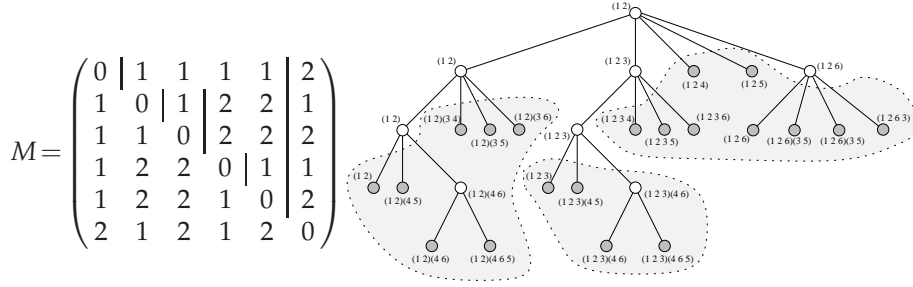 M =
0 | 1 1 1 1 | 2
1 0 | 1 | 2 2 1
1 1 0 | 2 2 2
1 2 2 0 | 1 1
1 2 2 1 0 | 2
2 1 2 1 2 0
(1 2)
(1 2) (1 2 3) (1 2 4) (1 2 5) (1 2 6)
(1 2) (1 2)(3 4) (1 2)(3 5) (1 2)(3 6) (1 2 3) (1 2 3 4) (1 2 3 5) (1 2 3 6) (1 2 6) (1 2 6)(3 5) (1 2 6)(3 5) (1 2 6 3)
(1 2) (1 2)(4 5) (1 2)(4 6) (1 2 3) (1 2 3)(4 5) (1 2 3)(4 6)
(1 2)(4 6) (1 2)(4 6 5) (1 2 3)(4 6) (1 2 3)(4 6 5)